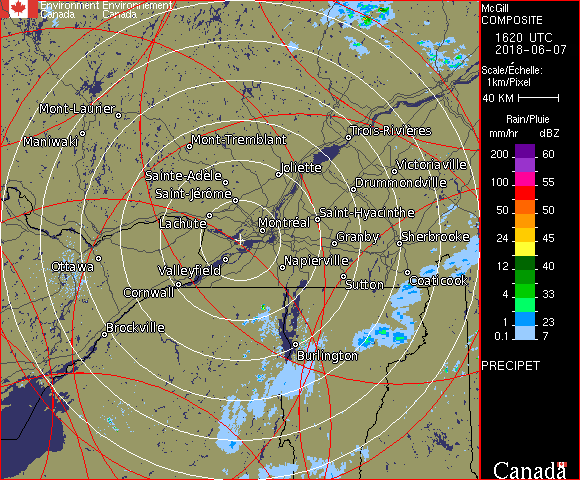 Environment Environnement
Canada Canada
McGill
COMPOSITE
1620 UTC
2018-06-07
Scale/Échelle:
1km/Pixel
40 KM
Rain/Pluie
mm/hr dBZ
200 60
100 55
50 50
24 45
12 40
4 33
1 23
0.1 7
PRECIPET
Mont-Laurier
Maniwaki
Mont-Tremblant
Trois-Rivières
Joliette
Victoriaville
Sainte-Adèle
Drummondville
Saint-Jérôme
Lachute
Saint-Hyacinthe
Montréal
Granby
Sherbrooke
Ottawa
Valleyfield
Napierville
Cornwall
Sutton
Coaticook
Brockville
Burlington
Canada